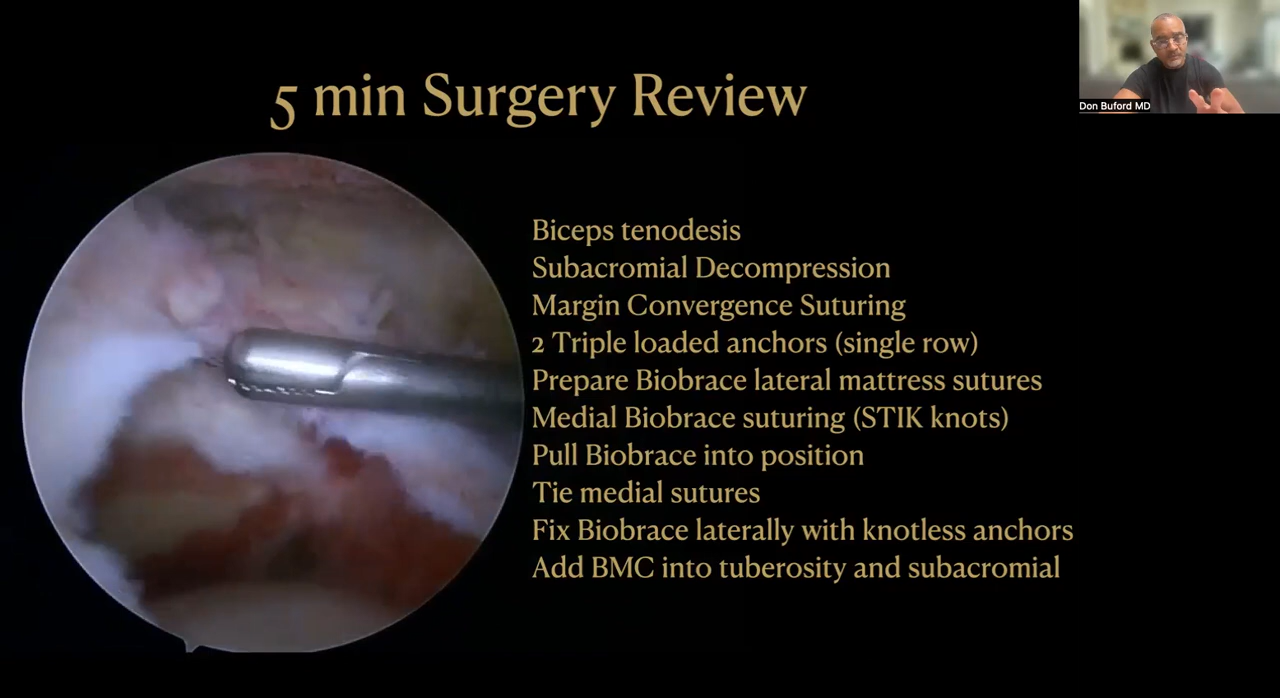 5 min Surgery Review
Don Buford MD
Biceps tenodesis
Subacromial Decompression
Margin Convergence Suturing
2 Triple loaded anchors (single row)
Prepare Biobrace lateral mattress sutures
Medial Biobrace suturing (STIK knots)
Pull Biobrace into position
Tie medial sutures
Fix Biobrace laterally with knotless anchors
Add BMC into tuberosity and subacromial